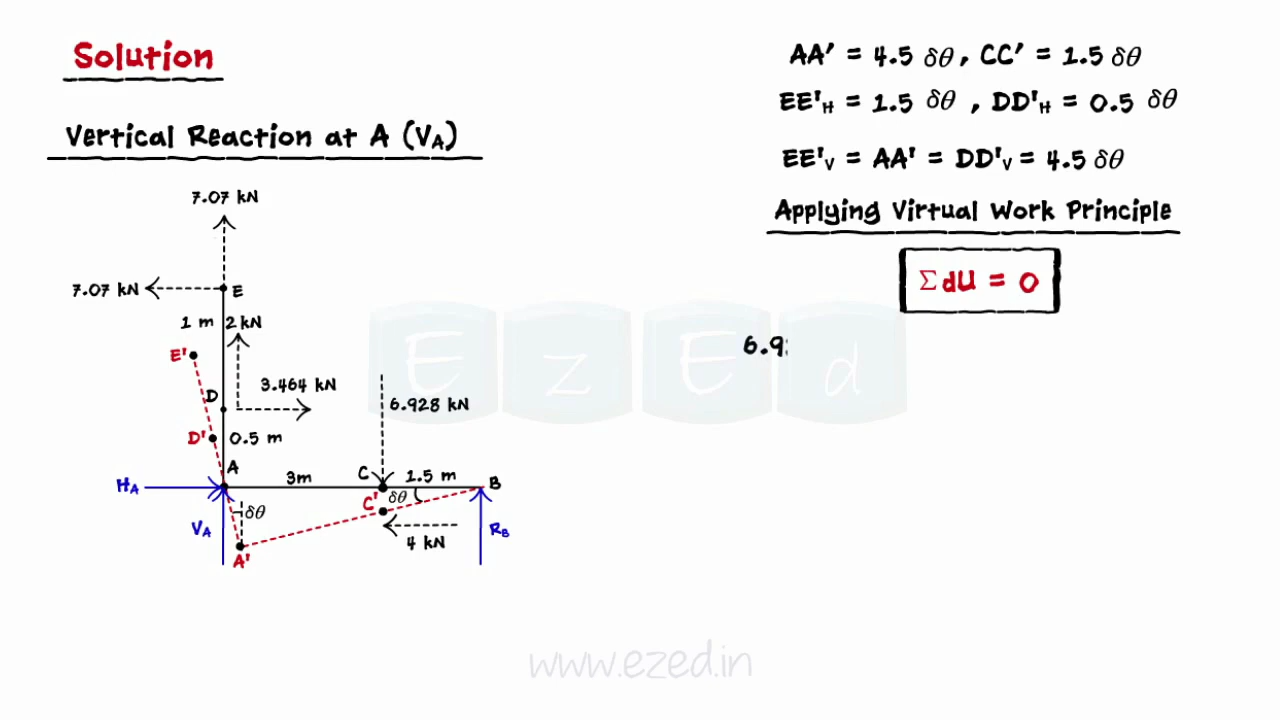 Solution
Vertical Reaction at A (VA)
7.07 kN
7.07 kN
E
1 m
2 kN
E'
3.464 kN
D
6.928 kN
D'
0.5 m
A
HA
3m
C
1.5 m
B
C'
δθ
δθ
VA
4 kN
RB
A'
AA' = 4.5 δθ, CC' = 1.5 δθ
EE'H = 1.5 δθ , DD'H = 0.5 δθ
EE'V = AA' = DD'V = 4.5 δθ
Applying Virtual Work Principle
Σ dU = 0
6.9
E z E d
www.ezed.in